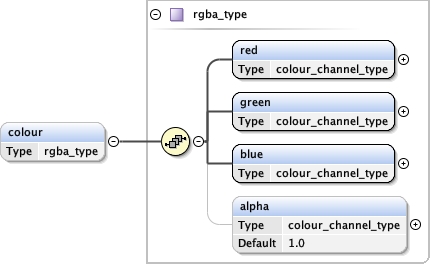 rgba_type
red
Type colour_channel_type
green
Type colour_channel_type
colour
Type rgba_type
blue
Type colour_channel_type
alpha
Type colour_channel_type
Default 1.0